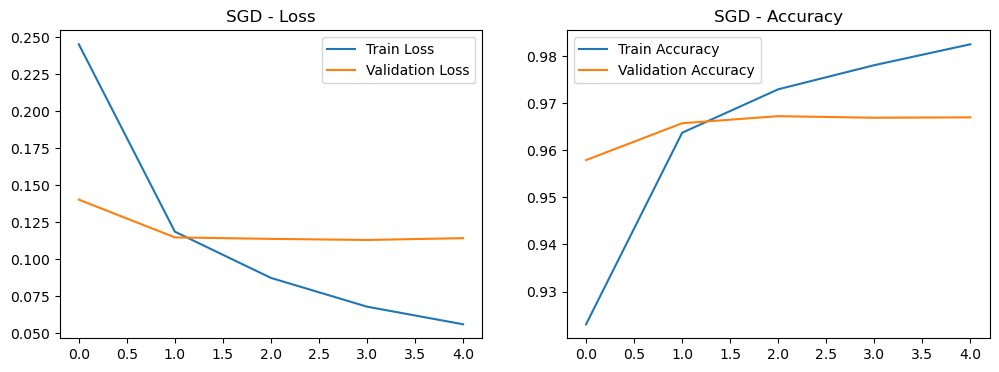 SGD - Loss
Train Loss
Validation Loss
0.250
0.225
0.200
0.175
0.150
0.125
0.100
0.075
0.050
0.0 0.5 1.0 1.5 2.0 2.5 3.0 3.5 4.0
SGD - Accuracy
Train Accuracy
Validation Accuracy
0.98
0.97
0.96
0.95
0.94
0.93
0.0 0.5 1.0 1.5 2.0 2.5 3.0 3.5 4.0